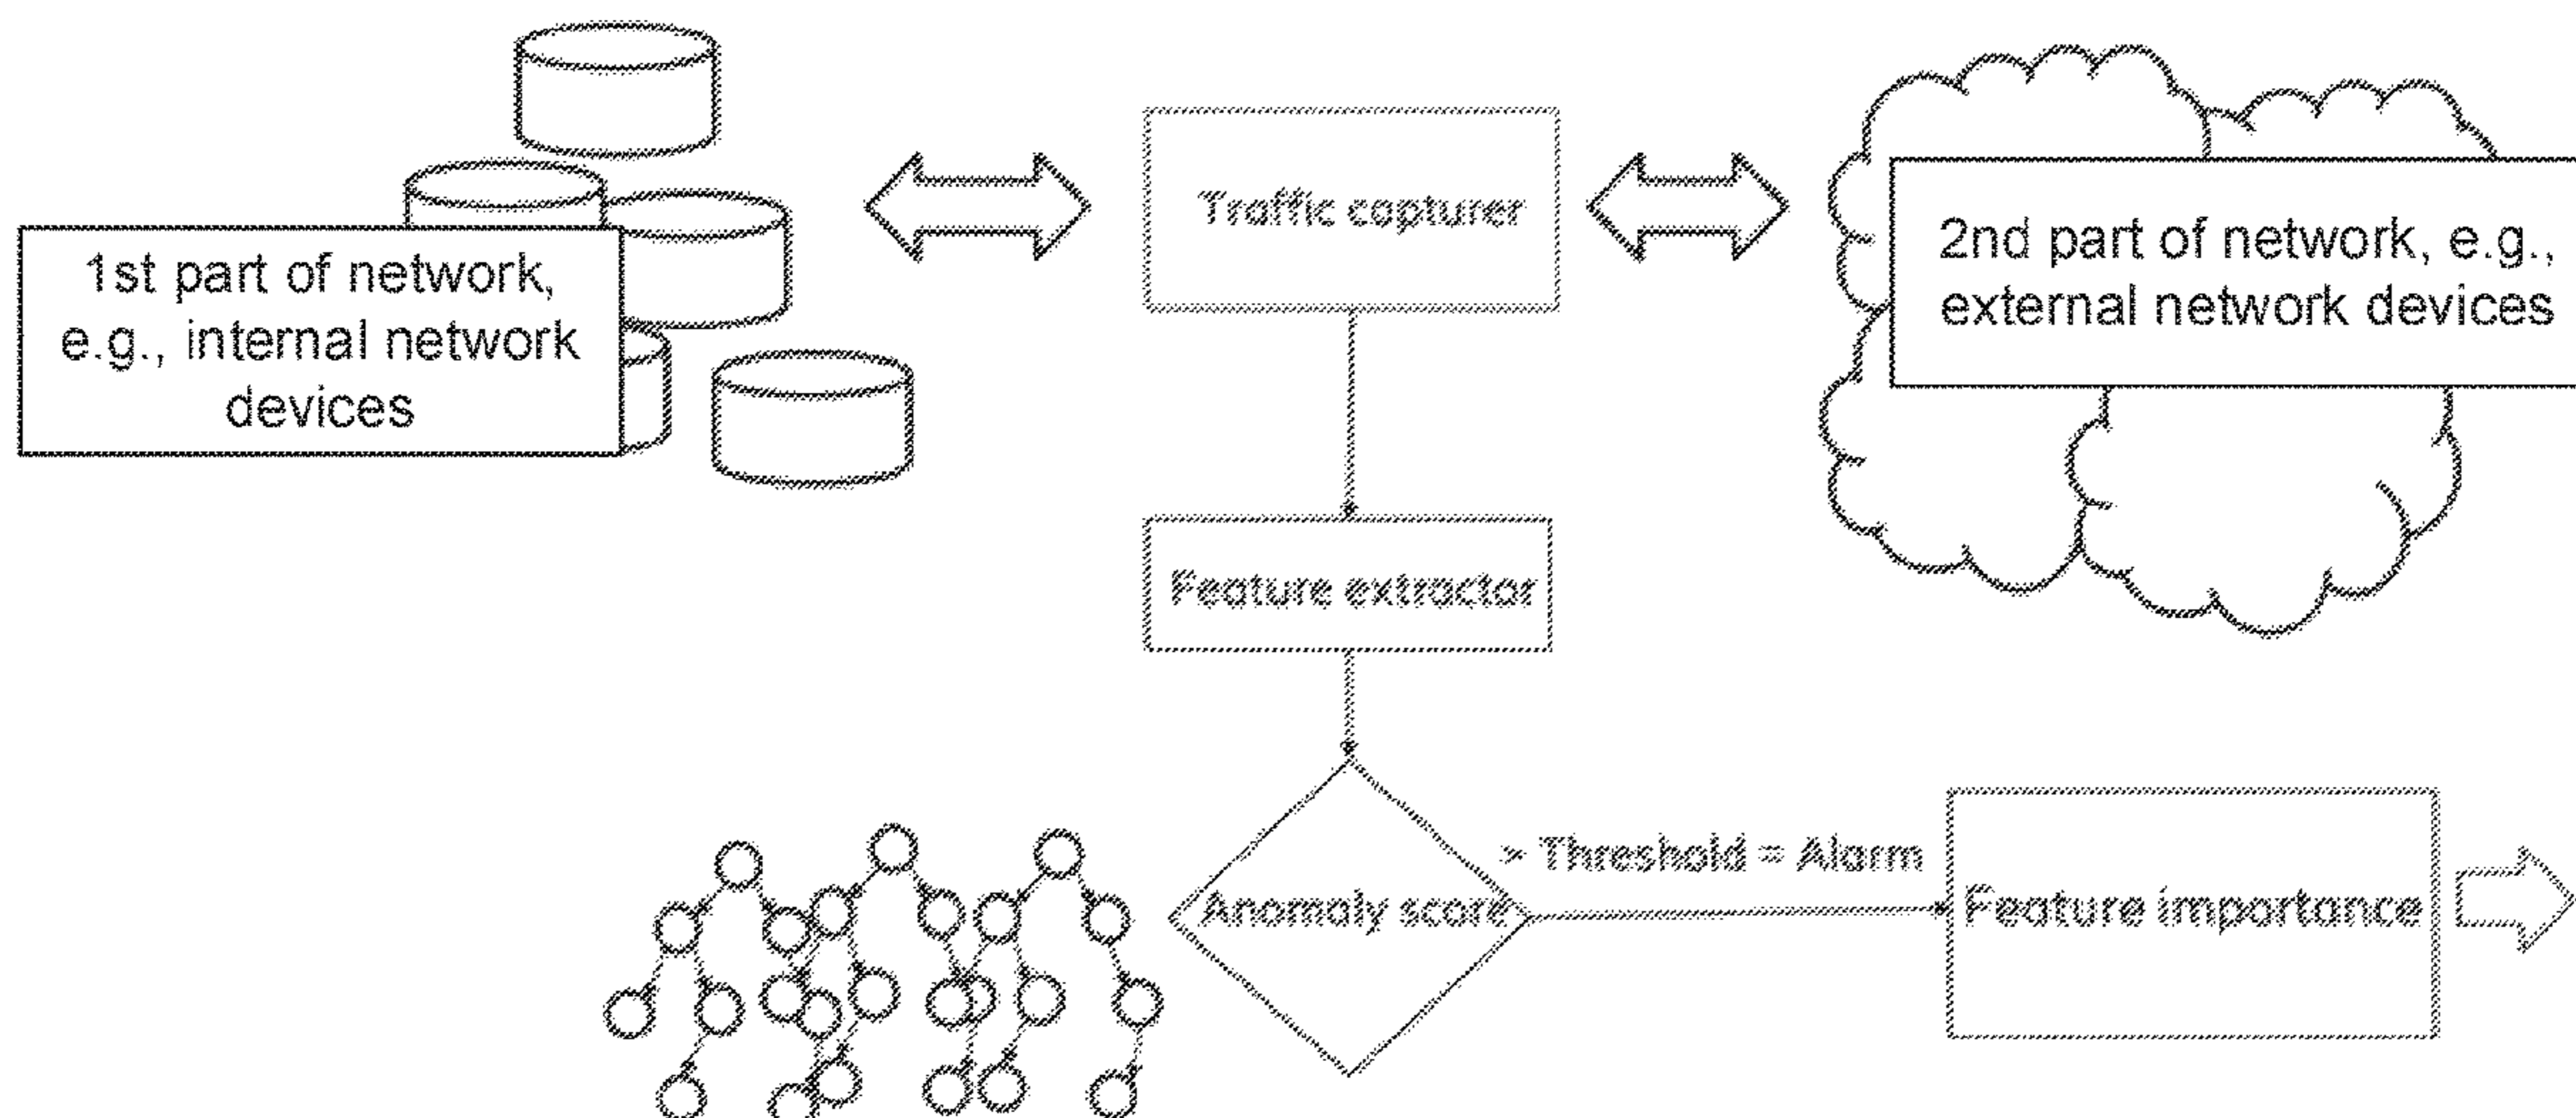 Traffic capturer
1st part of network,
e.g., internal network
devices
2nd part of network, e.g.,
external network devices
Feature extractor
> Threshold = Alarm
Anomaly score
Feature importance